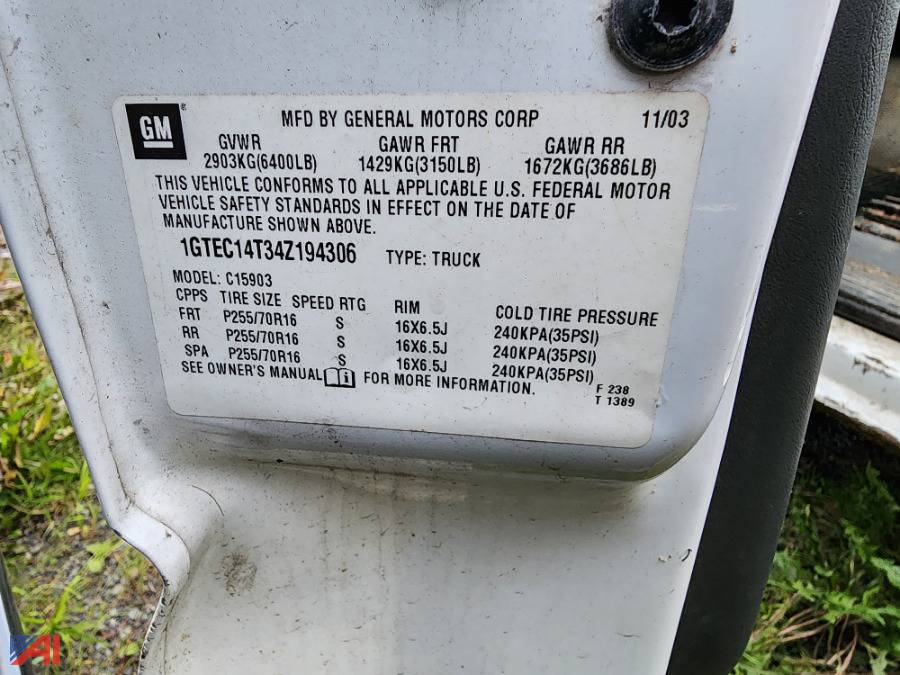 GM ® MFD BY GENERAL MOTORS CORP 11/03
GVWR GAWR FRT GAWR RR
2903KG(6400LB) 1429KG(3150LB) 1672KG(3686LB)
THIS VEHICLE CONFORMS TO ALL APPLICABLE U.S. FEDERAL MOTOR
VEHICLE SAFETY STANDARDS IN EFFECT ON THE DATE OF
MANUFACTURE SHOWN ABOVE.
1GTEC14T34Z194306 TYPE: TRUCK
MODEL: C15903
CPPS TIRE SIZE SPEED RTG RIM COLD TIRE PRESSURE
FRT P255/70R16 S 16X6.5J 240KPA(35PSI)
RR P255/70R16 S 16X6.5J 240KPA(35PSI)
SPA P255/70R16 S 16X6.5J 240KPA(35PSI)
SEE OWNER'S MANUAL FOR MORE INFORMATION.
F 238
T 1389
AI